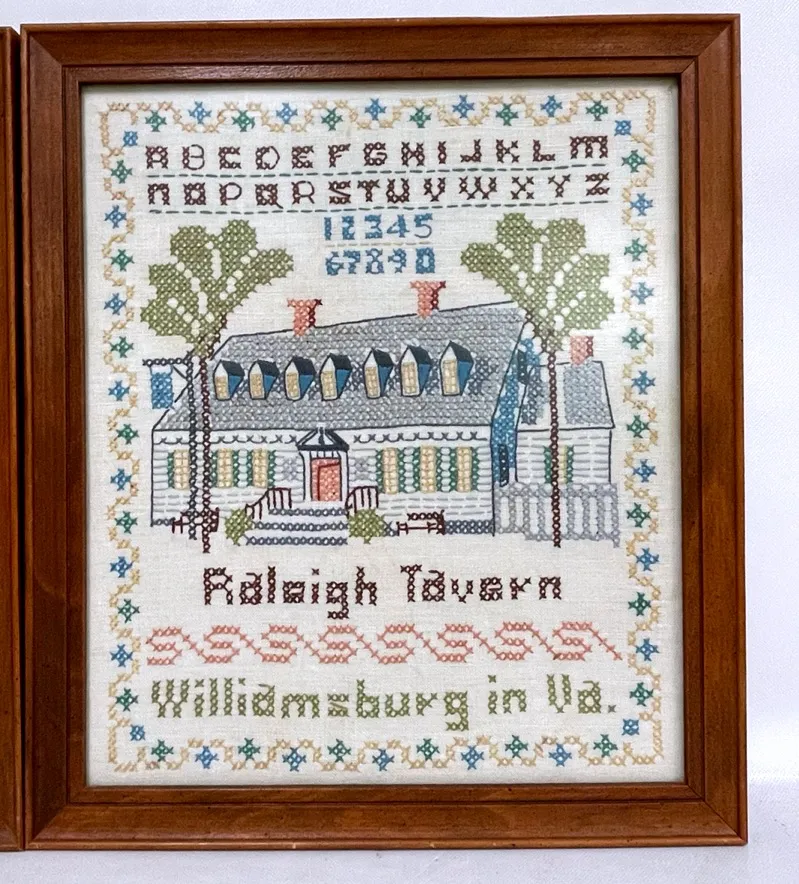 ABCDEFGHIJKLM
NOPQRSTUVWXYZ
12345
67890
Raleigh Tavern
Williamsburg in Va.